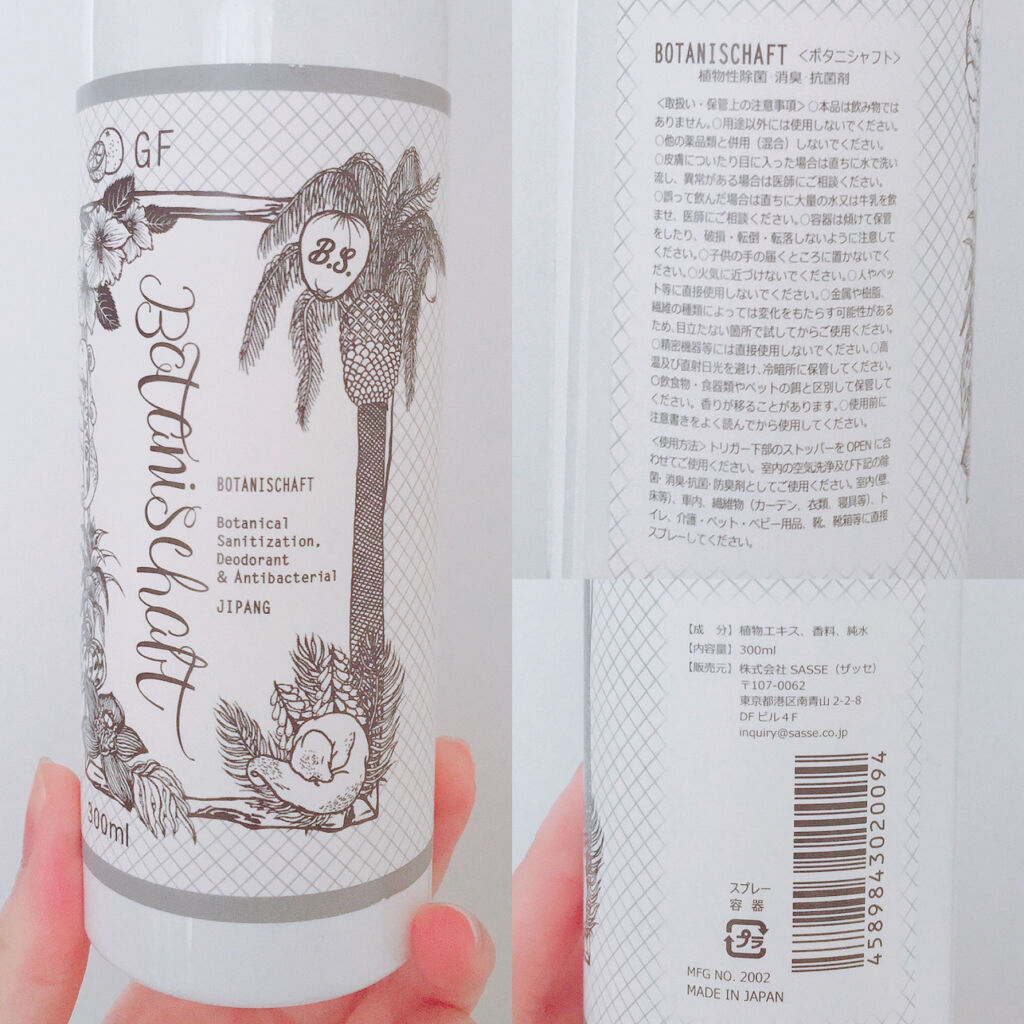 GF
B.S.
Botanischaft
BOTANISCHAFT
Botanical
Sanitization,
Deodorant
& Antibacterial
JIPANG
300ml
BOTANISCHAFT <ボタニシャフト>
植物性除菌・消臭・抗菌剤
<取扱い・保管上の注意事項>○本品は飲み物では
ありません。○用途以外には使用しないでください。
○他の薬品類と併用（混合）しないでください。
○皮膚についたり目に入った場合は直ちに水で洗い
流し、異常がある場合は医師にご相談ください。
○誤って飲んだ場合は直ちに大量の水又は牛乳を飲
ませ、医師にご相談ください。○容器は傾けて保管
をしたり、破損・転倒・転落しないように注意して
ください。○子供の手の届くところに置かないでく
ださい。○火気に近づけないでください。○人やペッ
ト等に直接使用しないでください。○金属や樹脂、
繊維の種類によっては変化をもたらす可能性がある
ため、目立たない箇所で試してからご使用ください。
○精密機器等には直接使用しないでください。○高
温及び直射日光を避け、冷暗所に保管してください。
○飲食物・食器類やペットの餌と区別して保管して
ください。香りが移ることがあります。○使用前に
注意書きをよく読んでから使用してください。
<使用方法>トリガー下部のストッパーをOPENに合
わせてご使用ください。室内の空気洗浄及び下記の除
菌・消臭・抗菌・防臭剤としてご使用ください。室内(壁、
床等)、車内、繊維物（カーテン、衣類、寝具等）、ト
イレ、介護・ペット・ベビー用品、靴、靴箱等に直接
スプレーしてください。
【成　分】植物エキス、香料、純水
【内容量】300ml
【販売元】株式会社 SASSE（ザッセ）
〒107-0062
東京都港区南青山 2-2-8
DF ビル 4 F
inquiry@sasse.co.jp
4589843020094
スプレー
容 器
プラ
MFG NO. 2002
MADE IN JAPAN